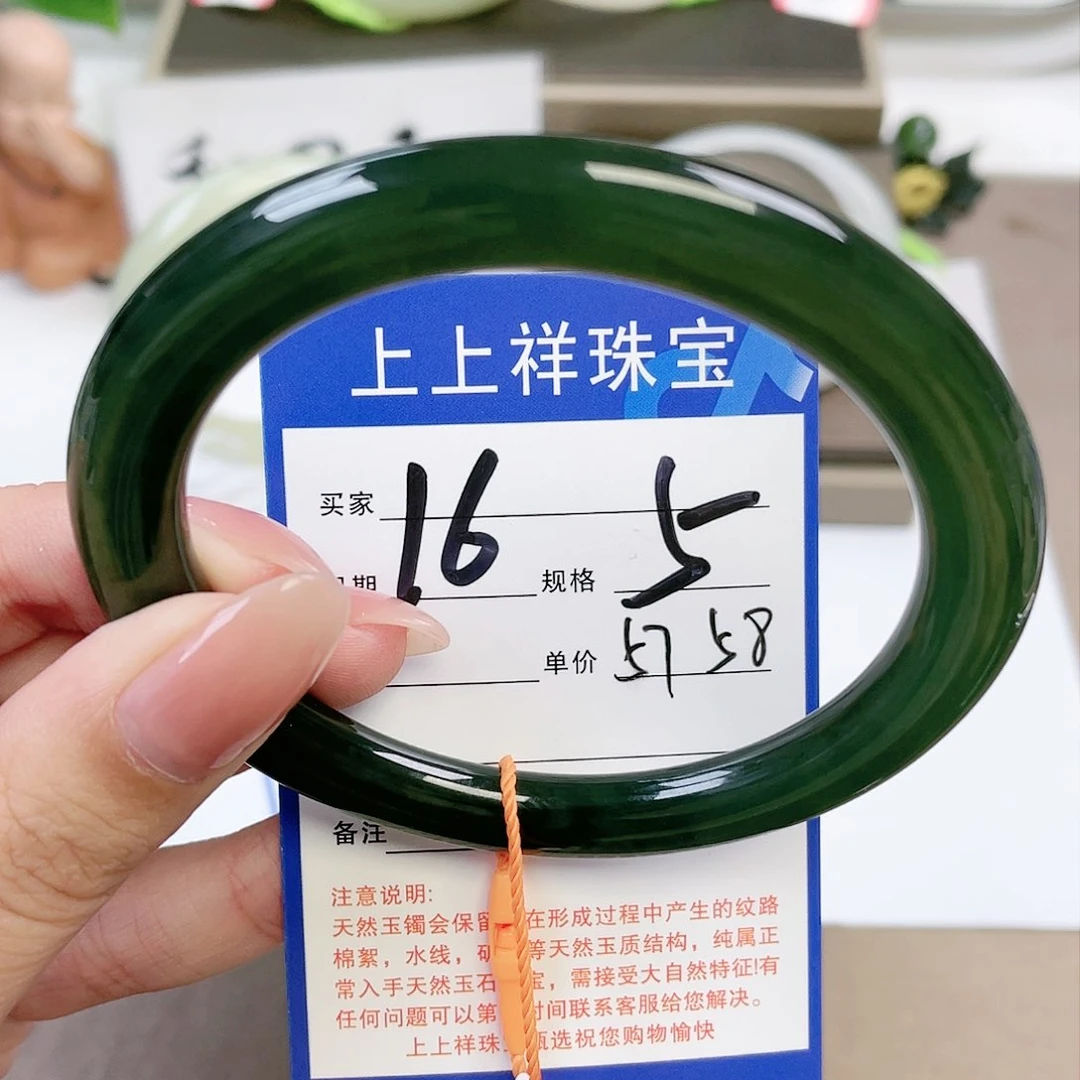 上上祥珠宝
买家 16 5
期 规格
单价 57 58
备注
注意说明:
天然玉镯会保留 在形成过程中产生的纹路
棉絮，水线， 等天然玉质结构，纯属正
常入手天然玉石 宝，需接受大自然特征!有
任何问题可以第 时间联系客服给您解决。
上上祥珠 甄选祝您购物愉快